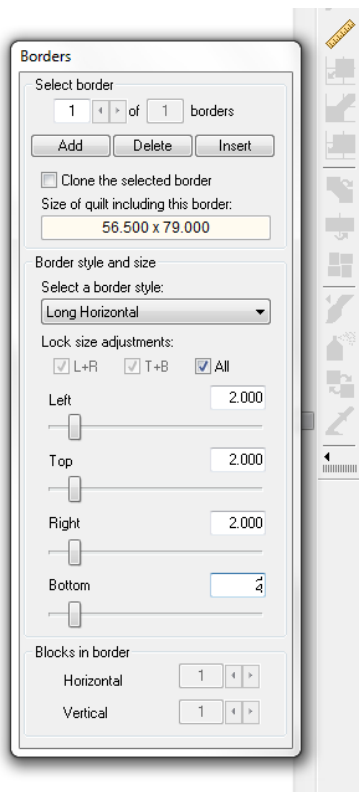 Borders
Select border
1 of 1 borders
Add Delete Insert
Clone the selected border
Size of quilt including this border:
56.500 x 79.000
Border style and size
Select a border style:
Long Horizontal
Lock size adjustments:
L+R T+B All
Left 2.000
Top 2.000
Right 2.000
Bottom
Blocks in border
Horizontal 1
Vertical 1